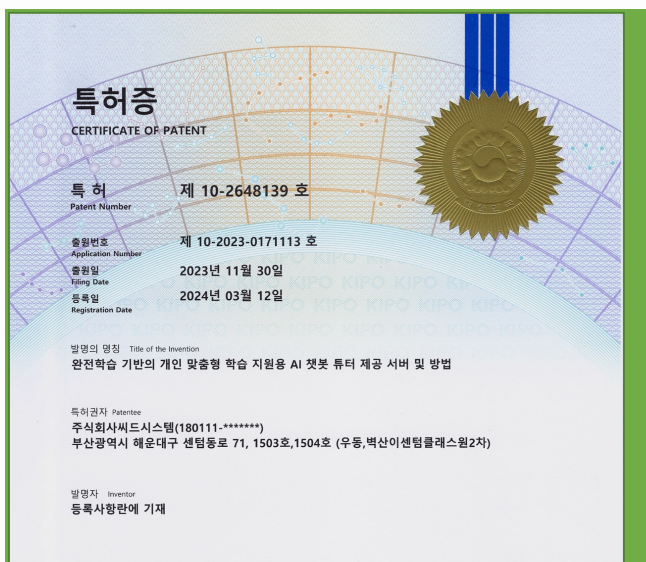 특허증
CERTIFICATE OF PATENT
특 허 제 10-2648139 호
Patent Number
출원번호 제 10-2023-0171113 호
Application Number
출원일 2023년 11월 30일
Filing Date
등록일 2024년 03월 12일
Registration Date
발명의 명칭 Title of the Invention
완전학습 기반의 개인 맞춤형 학습 지원용 AI 챗봇 튜터 제공 서버 및 방법
특허권자 Patentee
주식회사씨드시스템(180111-*******)
부산광역시 해운대구 센텀동로 71, 1503호,1504호 (우동,벽산이센텀클래스원2차)
발명자 Inventor
등록사항란에 기재